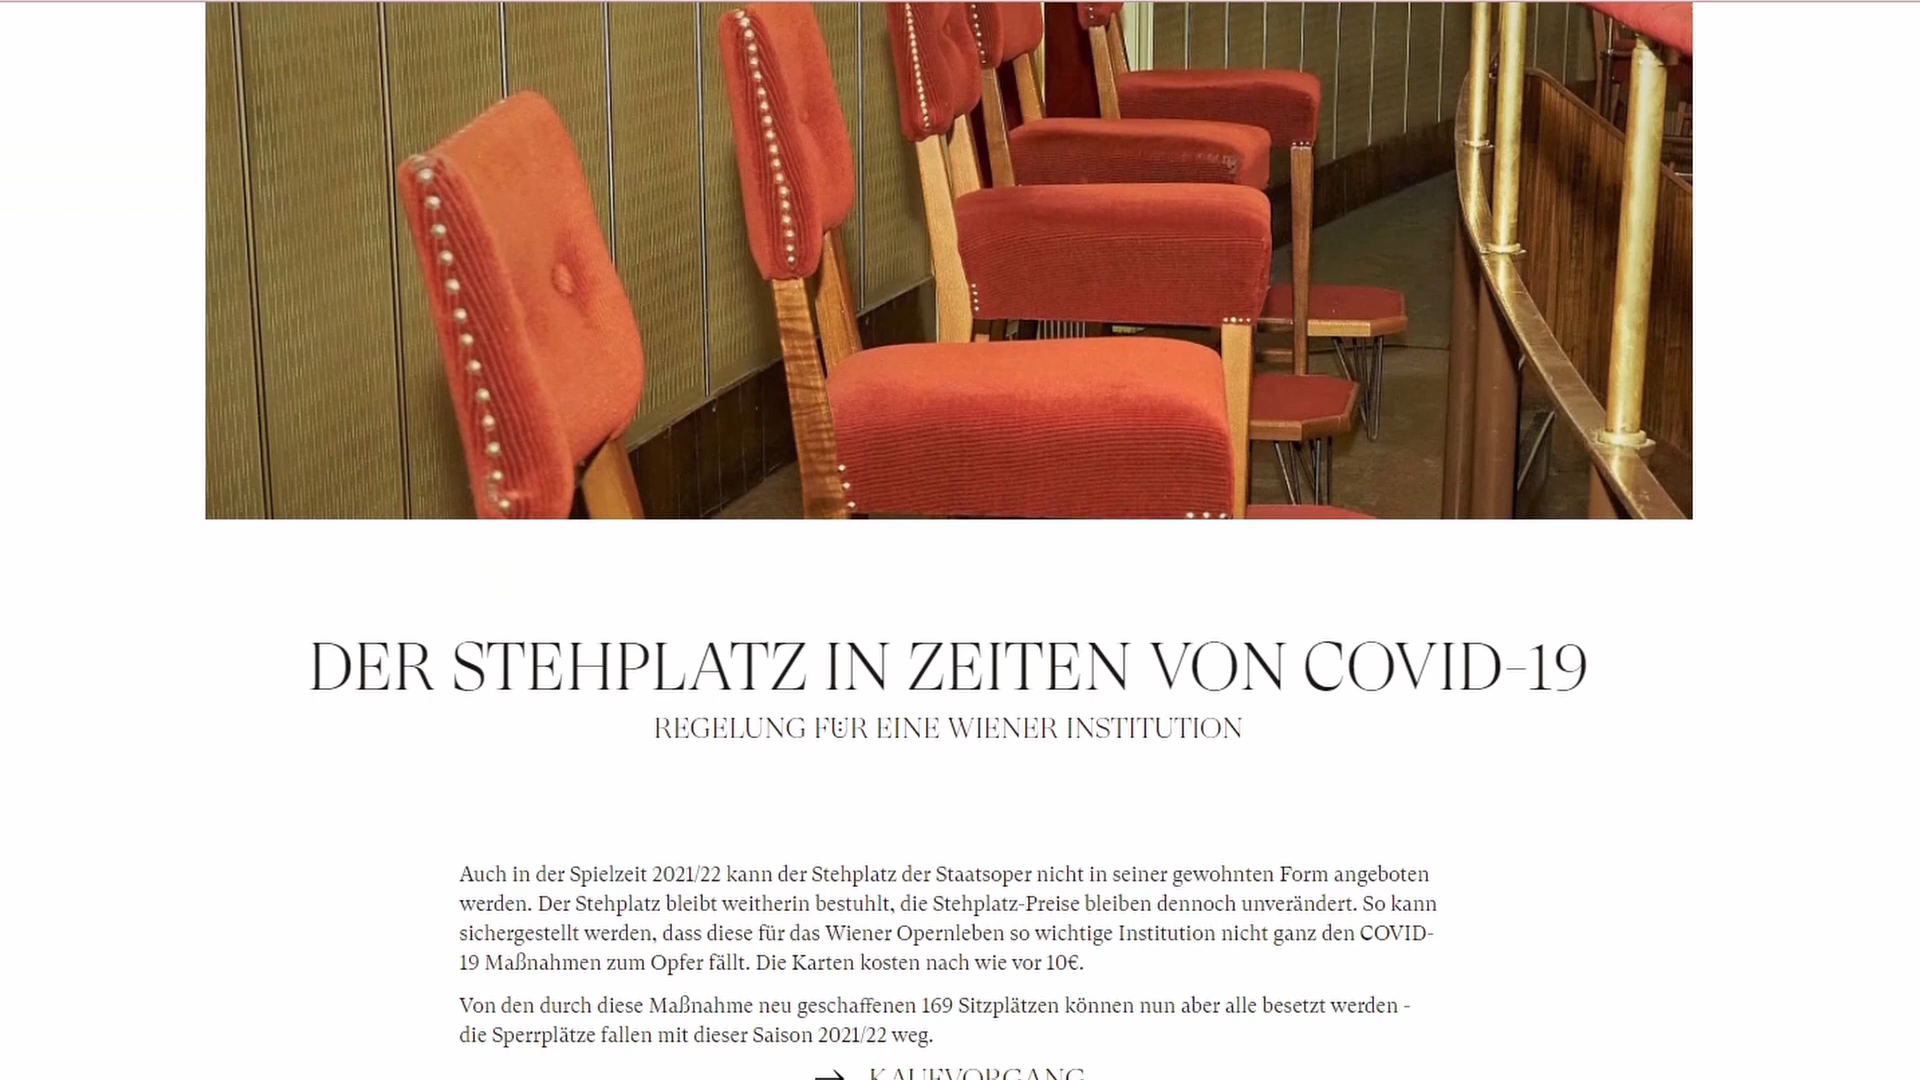 DER STEHPLATZ IN ZEITEN VON COVID-19
REGELUNG FÜR EINE WIENER INSTITUTION
Auch in der Spielzeit 2021/22 kann der Stehplatz der Staatsoper nicht in seiner gewohnten Form angeboten
werden. Der Stehplatz bleibt weitherin bestuhlt, die Stehplatz-Preise bleiben dennoch unverändert. So kann
sichergestellt werden, dass diese für das Wiener Opernleben so wichtige Institution nicht ganz den COVID-
19 Maßnahmen zum Opfer fällt. Die Karten kosten nach wie vor 10€.
Von den durch diese Maßnahme neu geschaffenen 169 Sitzplätzen können nun aber alle besetzt werden -
die Sperrplätze fallen mit dieser Saison 2021/22 weg.
→ KAUFVORGANG